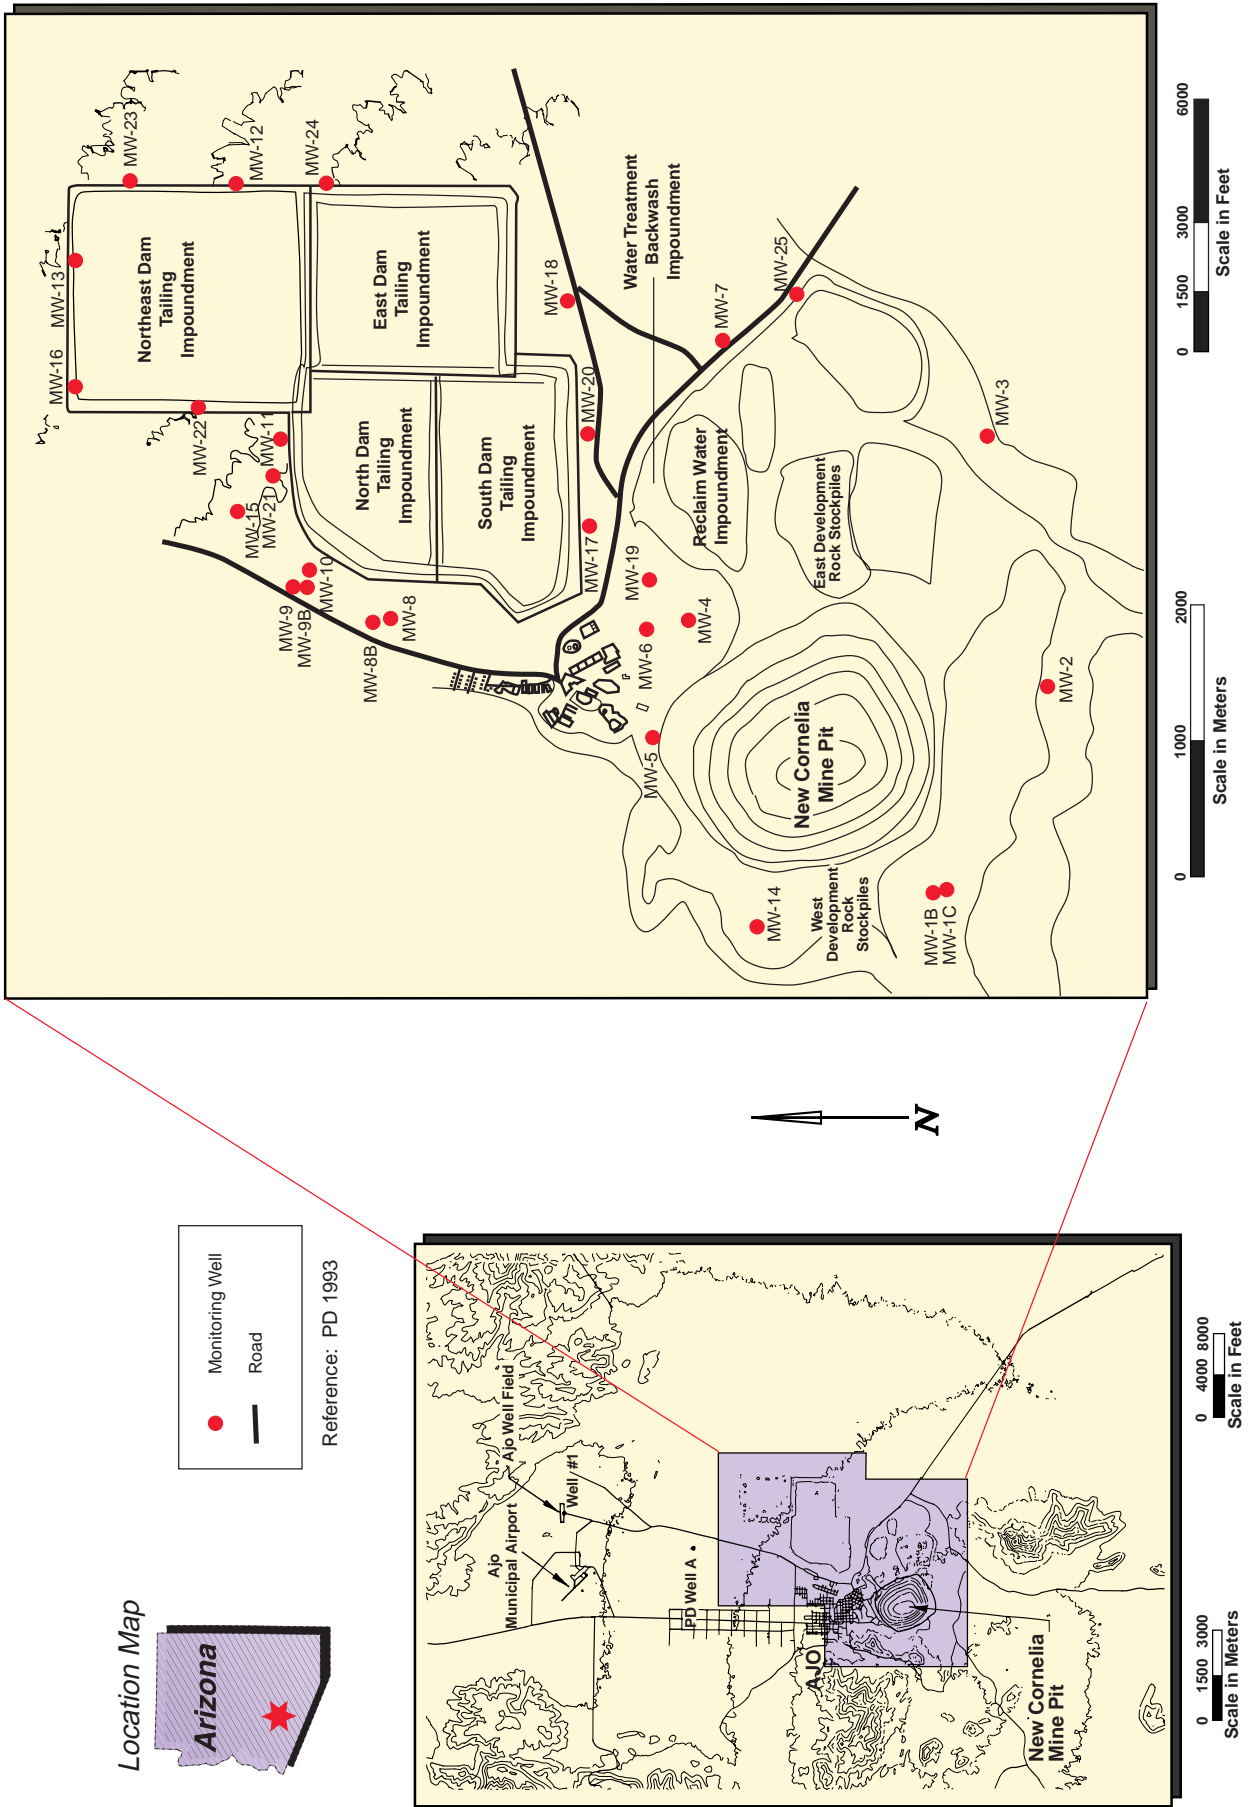 Location Map
Arizona
Monitoring Well
Road
Reference: PD 1993
N
Ajo
Municipal Airport
Ajo Well Field
Well #1
PD Well A
AJO
New Cornelia
Mine Pit
0 1500 3000
Scale in Meters
0 4000 8000
Scale in Feet
MW-16
MW-13
MW-23
MW-12
MW-24
MW-22
MW-11
MW-21
MW-15
MW-10
MW-9
MW-9B
MW-8B
MW-8
Northeast Dam
Tailing
Impoundment
East Dam
Tailing
Impoundment
North Dam
Tailing
Impoundment
South Dam
Tailing
Impoundment
MW-18
MW-20
MW-17
MW-19
MW-6
MW-4
MW-5
Water Treatment
Backwash
Impoundment
MW-7
MW-25
Reclaim Water
Impoundment
East Development
Rock Stockpiles
MW-3
New Cornelia
Mine Pit
MW-14
West
Development
Rock
Stockpiles
MW-1B
MW-1C
MW-2
0 1000 2000
Scale in Meters
0 1500 3000 6000
Scale in Feet